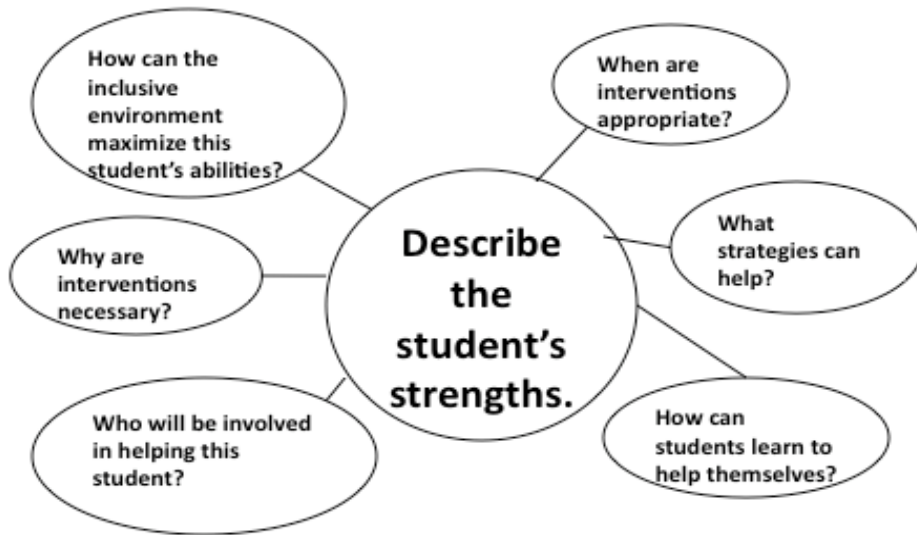 How can the
inclusive
environment
maximize this
student's abilities?
When are
interventions
appropriate?
Why are
interventions
necessary?
Describe
the
student's
strengths.
What
strategies can
help?
Who will be involved
in helping this
student?
How can
students learn to
help themselves?